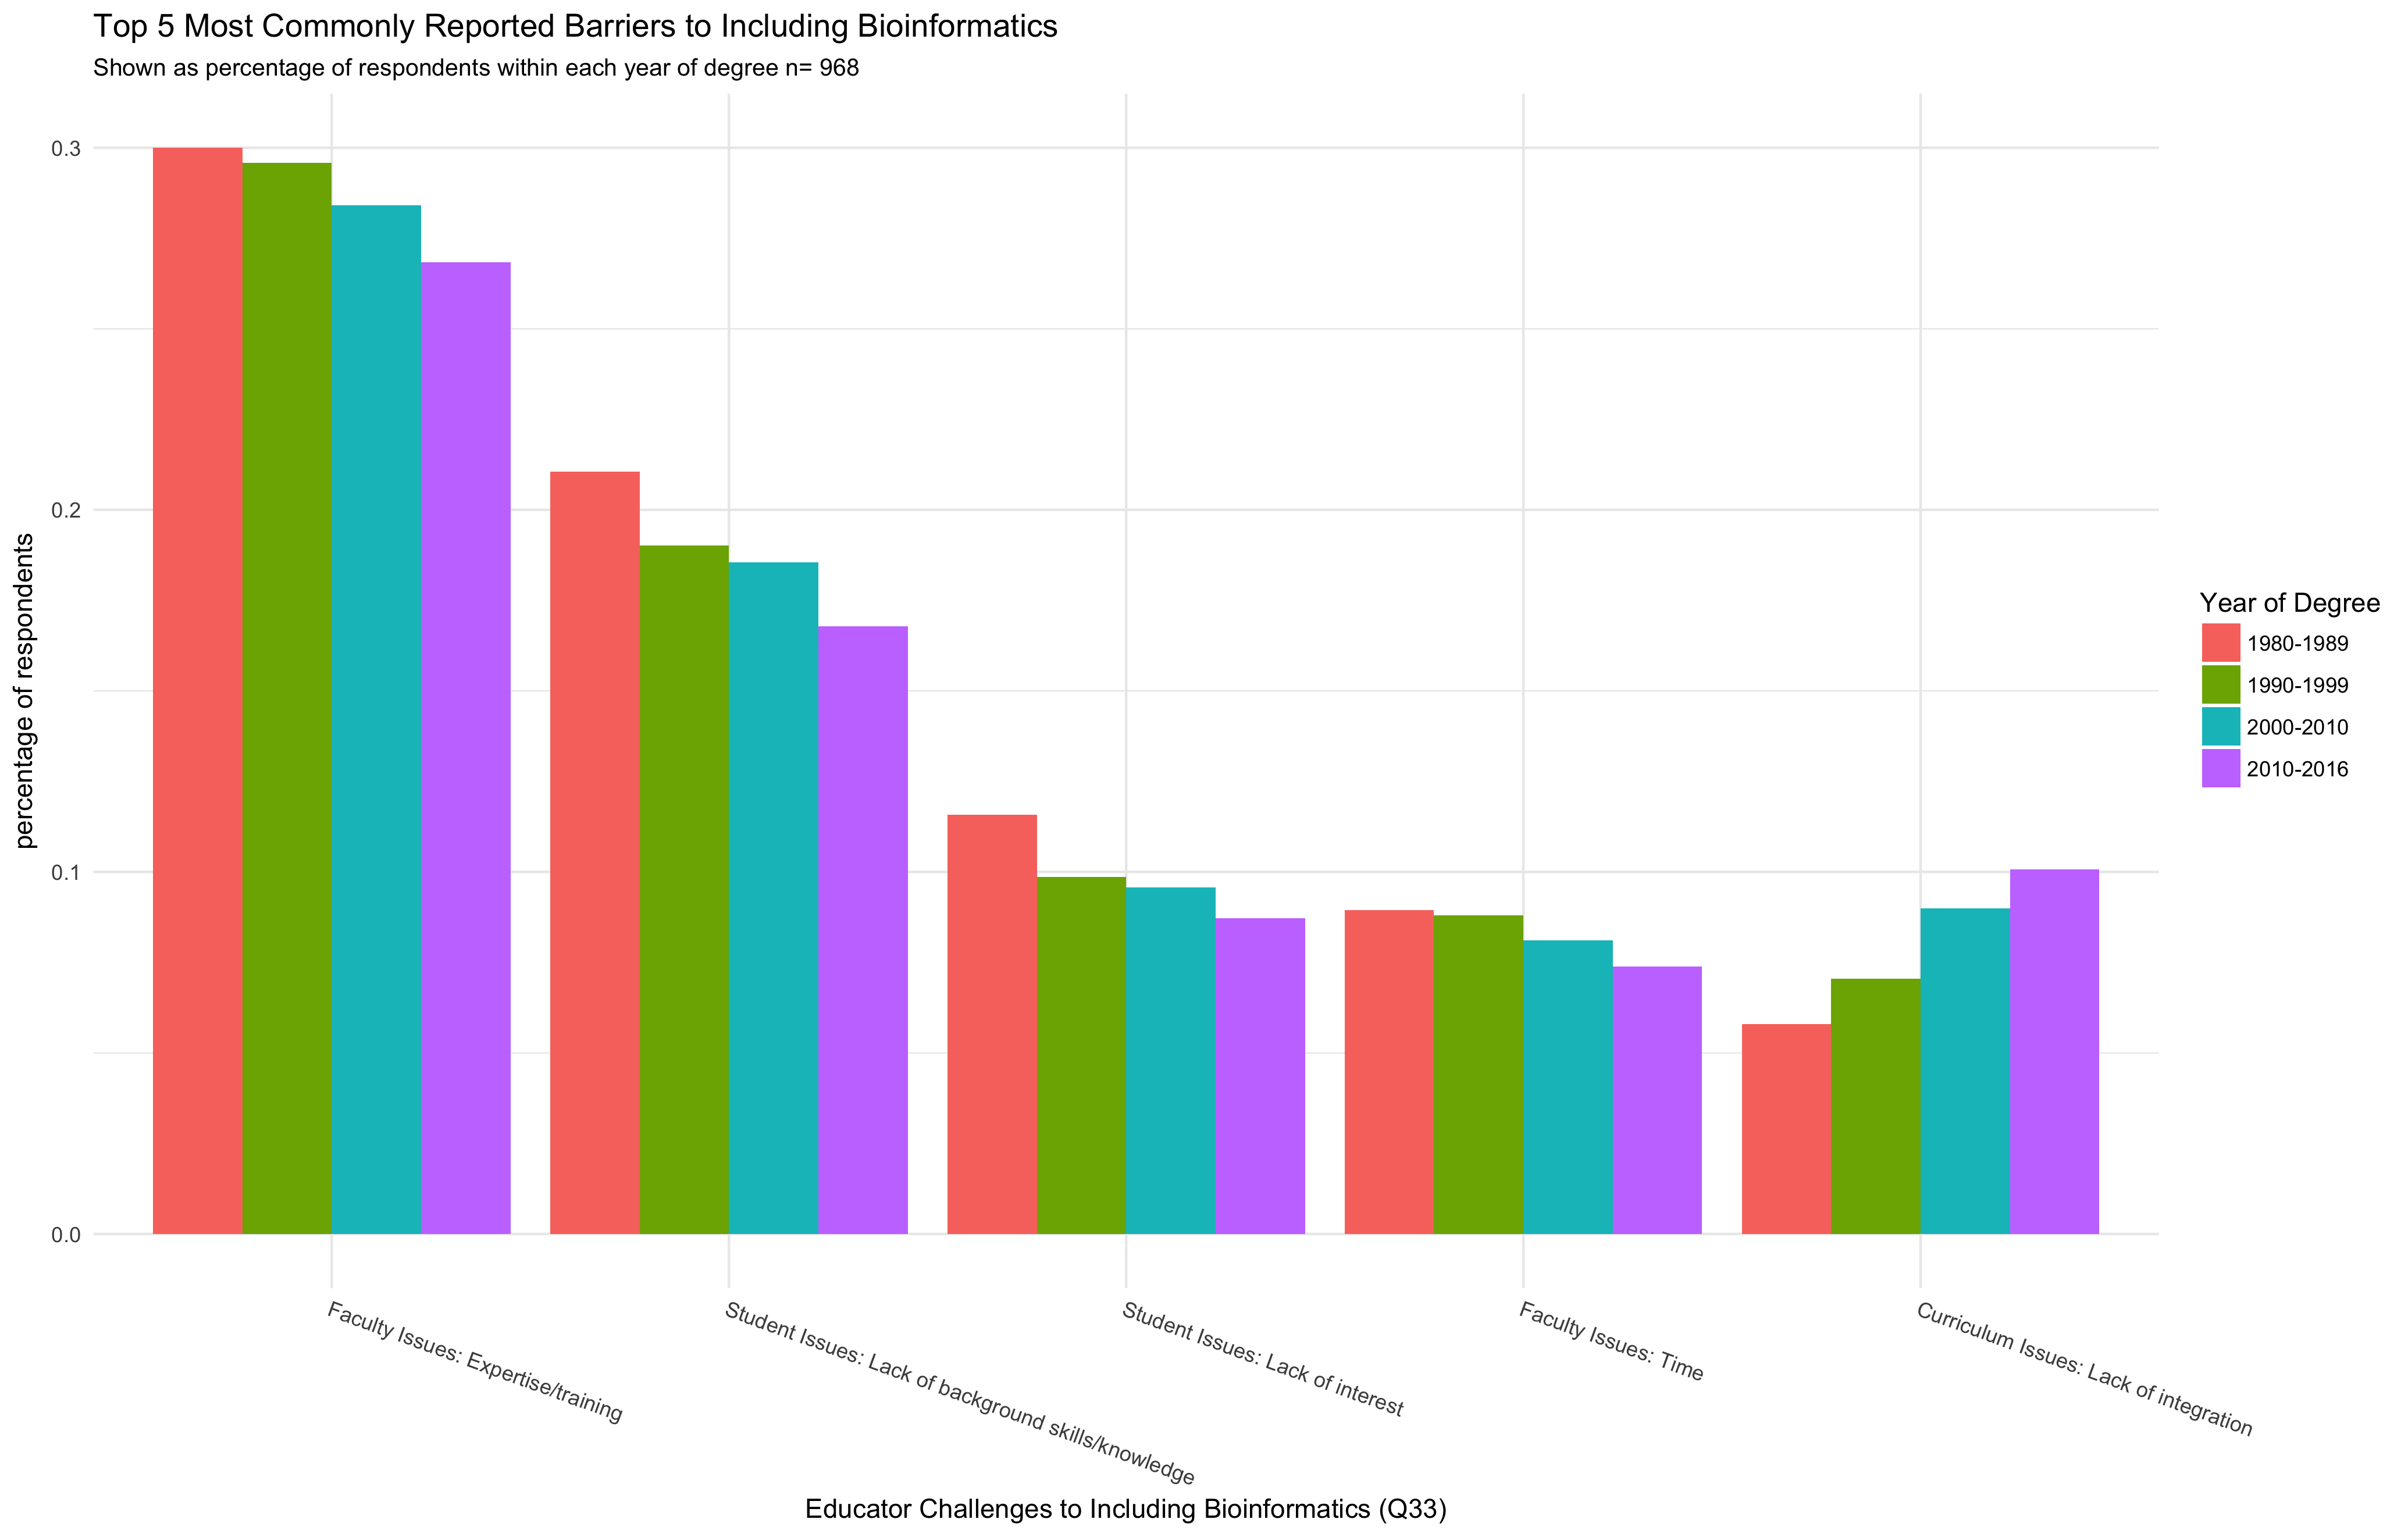 Top 5 Most Commonly Reported Barriers to Including Bioinformatics
Shown as percentage of respondents within each year of degree n= 968
percentage of respondents
0.3
0.2
0.1
0.0
Faculty Issues: Expertise/training
Student Issues: Lack of background skills/knowledge
Student Issues: Lack of interest
Faculty Issues: Time
Curriculum Issues: Lack of integration
Educator Challenges to Including Bioinformatics (Q33)
Year of Degree
1980-1989
1990-1999
2000-2010
2010-2016